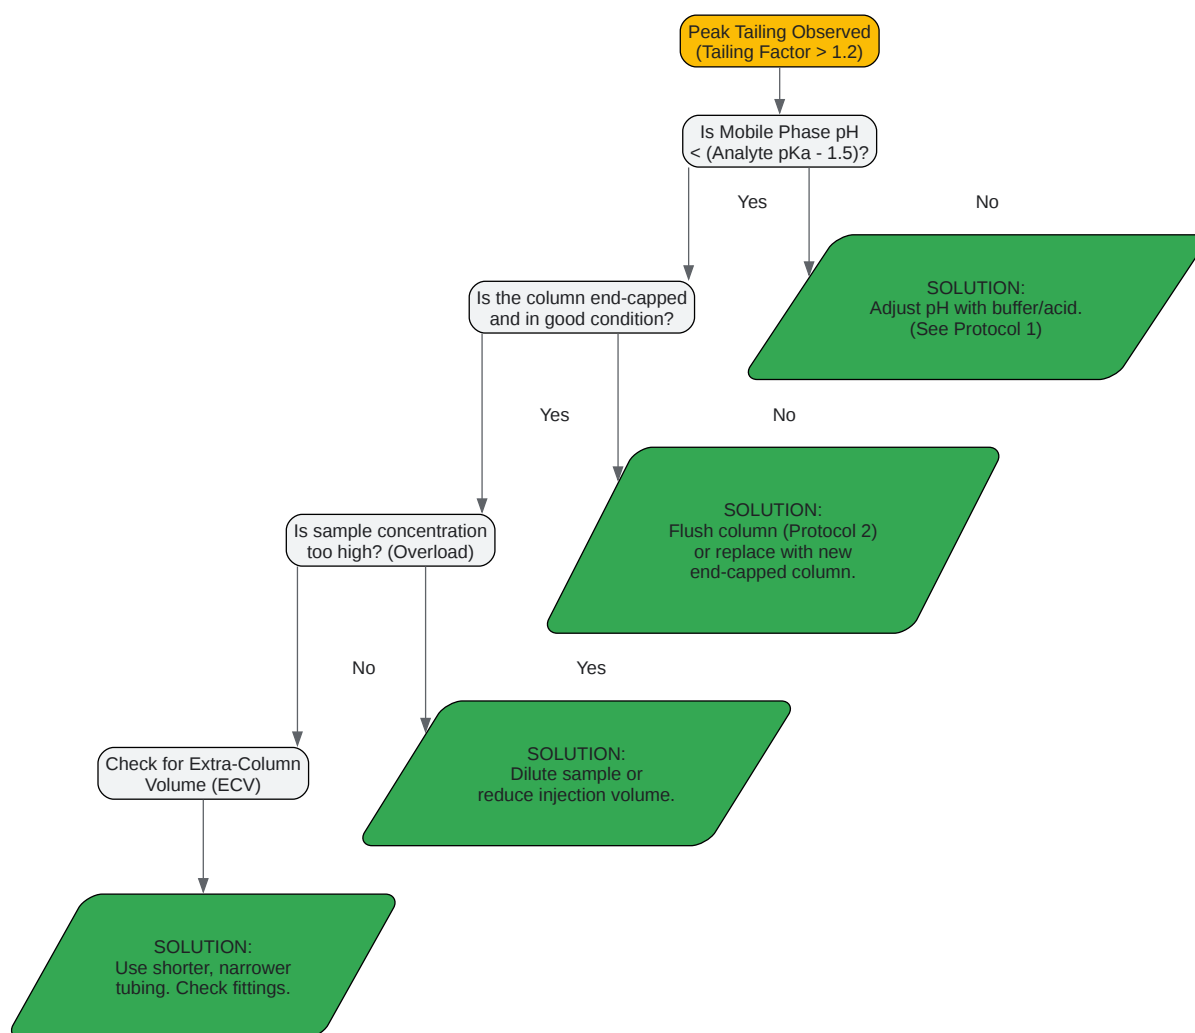 Peak Tailing Observed
(Tailing Factor > 1.2)
Is Mobile Phase pH
< (Analyte pKa - 1.5)?
Yes
No
SOLUTION:
Adjust pH with buffer/acid.
(See Protocol 1)
Is the column end-capped
and in good condition?
Yes
No
SOLUTION:
Flush column (Protocol 2)
or replace with new
end-capped column.
Is sample concentration
too high? (Overload)
No
Yes
SOLUTION:
Dilute sample or
reduce injection volume.
Check for Extra-Column
Volume (ECV)
SOLUTION:
Use shorter, narrower
tubing. Check fittings.